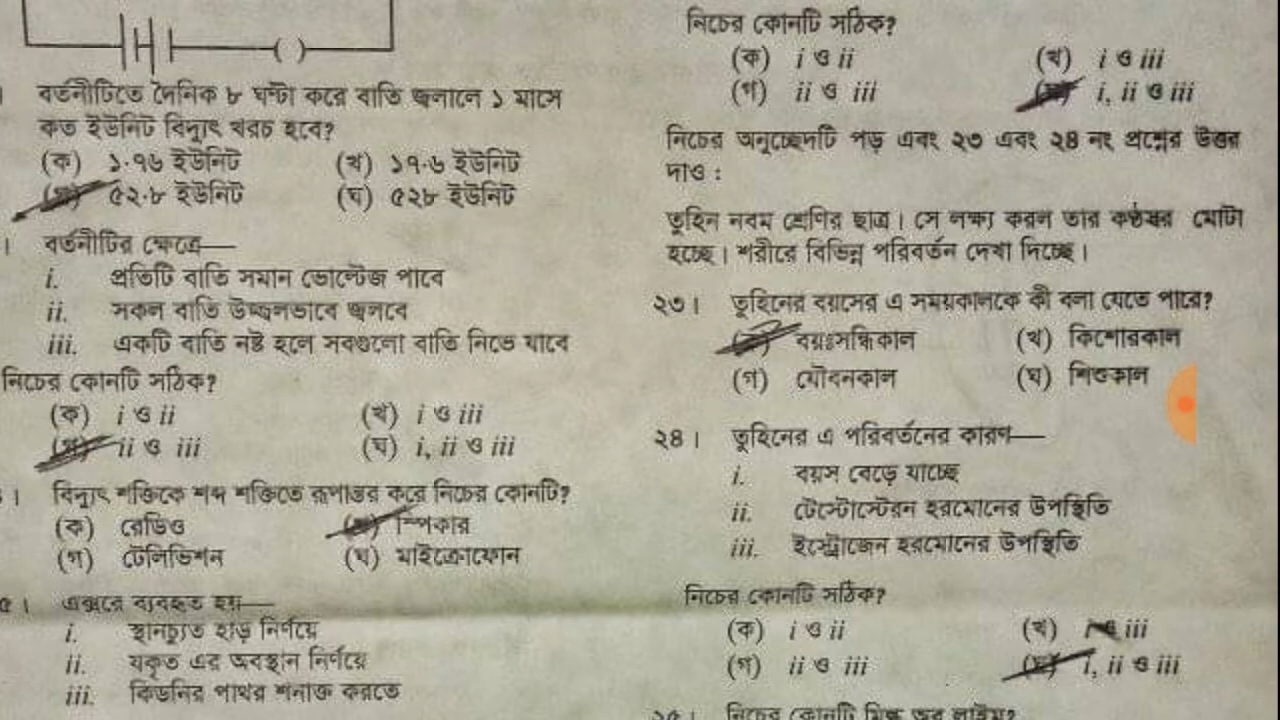 । বর্তনীটিতে দৈনিক ৮ ঘন্টা করে বাতি জ্বলালে ১ মাসে
কত ইউনিট বিদ্যুৎ খরচ হবে?
(ক) ১.৭৬ ইউনিট (খ) ১৭.৬ ইউনিট
(গ) ৫২.৮ ইউনিট (ঘ) ৫২৮ ইউনিট
। বর্তনীটির ক্ষেত্রে—
i. প্রতিটি বাতি সমান ভোল্টেজ পাবে
ii. সকল বাতি উজ্জ্বলভাবে জ্বলবে
iii. একটি বাতি নষ্ট হলে সবগুলো বাতি নিভে যাবে
নিচের কোনটি সঠিক?
(ক) i ও ii (খ) i ও iii
(গ) ii ও iii (ঘ) i, ii ও iii
। বিদ্যুৎ শক্তিকে শব্দ শক্তিতে রূপান্তর করে নিচের কোনটি?
(ক) রেডিও (খ) স্পিকার
(গ) টেলিভিশন (ঘ) মাইক্রোফোন
৫। এক্সরে ব্যবহৃত হয়—
i. স্থানচ্যুত হাড় নির্ণয়ে
ii. যকৃত এর অবস্থান নির্ণয়ে
iii. কিডনির পাথর শনাক্ত করতে
নিচের কোনটি সঠিক?
(ক) i ও ii (খ) i ও iii
(গ) ii ও iii (ঘ) i, ii ও iii
নিচের অনুচ্ছেদটি পড় এবং ২৩ এবং ২৪ নং প্রশ্নের উত্তর
দাও :
তুহিন নবম শ্রেণির ছাত্র। সে লক্ষ্য করল তার কণ্ঠস্বর মোটা
হচ্ছে। শরীরে বিভিন্ন পরিবর্তন দেখা দিচ্ছে।
২৩। তুহিনের বয়সের এ সময়কালকে কী বলা যেতে পারে?
(ক) বয়ঃসন্ধিকাল (খ) কিশোরকাল
(গ) যৌবনকাল (ঘ) শিশুকাল
২৪। তুহিনের এ পরিবর্তনের কারণ—
i. বয়স বেড়ে যাচ্ছে
ii. টেস্টোস্টেরন হরমোনের উপস্থিতি
iii. ইস্ট্রোজেন হরমোনের উপস্থিতি
নিচের কোনটি সঠিক?
(ক) i ও ii (খ) i ও iii
(গ) ii ও iii (ঘ) i, ii ও iii
২৫। নিচের কোনটি মিল্ক অব লাইম?